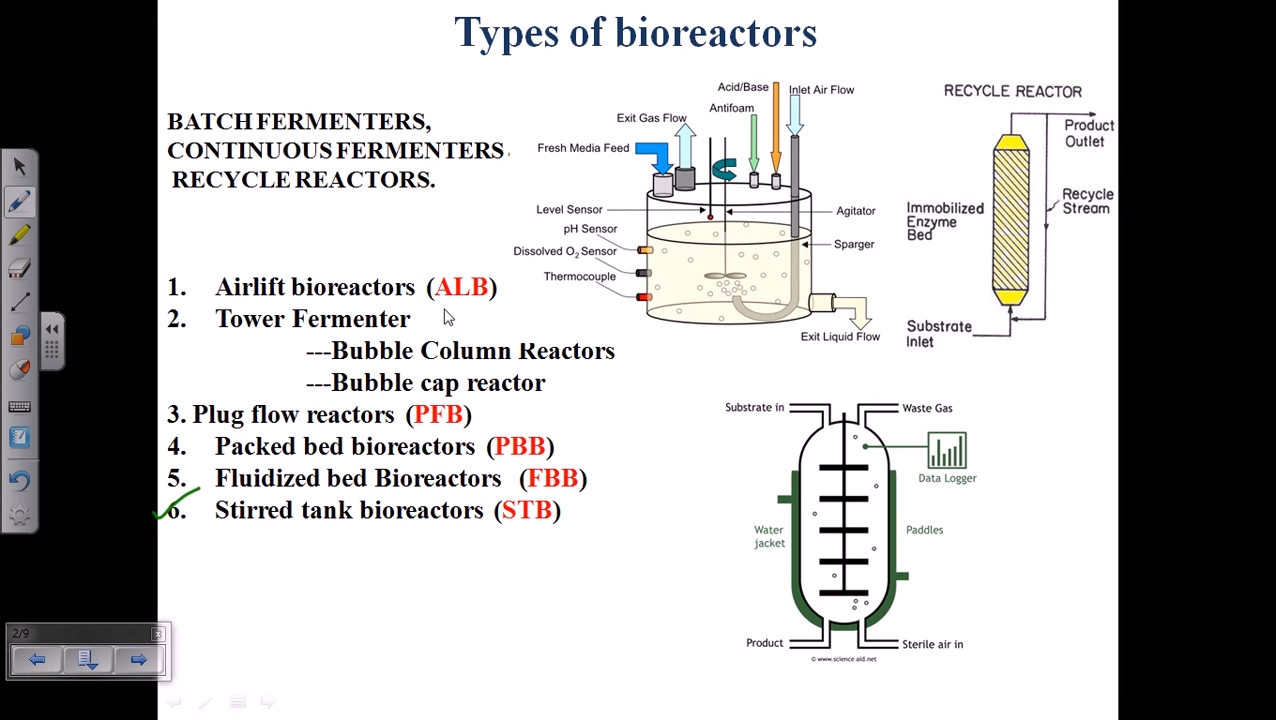 Types of bioreactors
BATCH FERMENTERS,
CONTINUOUS FERMENTERS
RECYCLE REACTORS.
1. Airlift bioreactors (ALB)
2. Tower Fermenter
---Bubble Column Reactors
---Bubble cap reactor
3. Plug flow reactors (PFB)
4. Packed bed bioreactors (PBB)
5. Fluidized bed Bioreactors (FBB)
6. Stirred tank bioreactors (STB)
Acid/Base
Inlet Air Flow
Antifoam
Exit Gas Flow
Fresh Media Feed
Level Sensor
Agitator
pH Sensor
Sparger
Dissolved O2 Sensor
Thermocouple
Exit Liquid Flow
RECYCLE REACTOR
Product
Outlet
Recycle
Stream
Immobilized
Enzyme
Bed
Substrate
Inlet
Substrate in
Waste Gas
Data Logger
Water
jacket
Paddles
Product
Sterile air in
© www.science aid.net
2/9